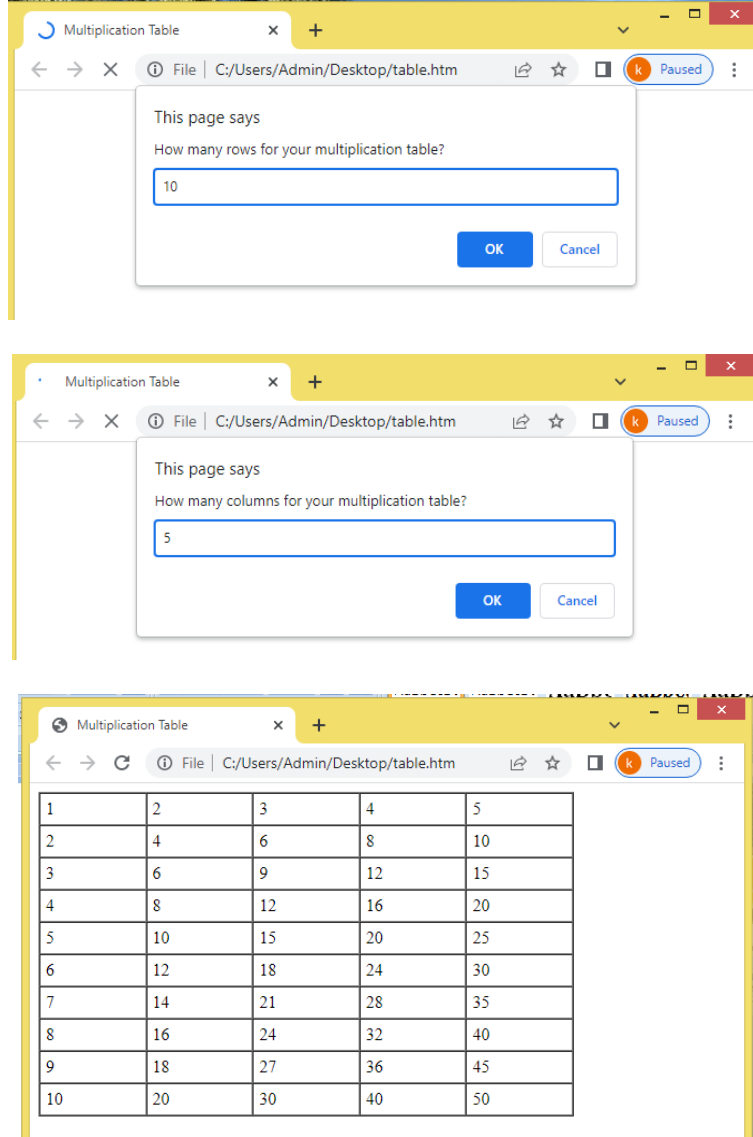 Multiplication Table
File | C:/Users/Admin/Desktop/table.htm k Paused
This page says
How many rows for your multiplication table?
10
OK Cancel
Multiplication Table
File | C:/Users/Admin/Desktop/table.htm k Paused
This page says
How many columns for your multiplication table?
5
OK Cancel
Multiplication Table
File | C:/Users/Admin/Desktop/table.htm k Paused
1 2 3 4 5
2 4 6 8 10
3 6 9 12 15
4 8 12 16 20
5 10 15 20 25
6 12 18 24 30
7 14 21 28 35
8 16 24 32 40
9 18 27 36 45
10 20 30 40 50